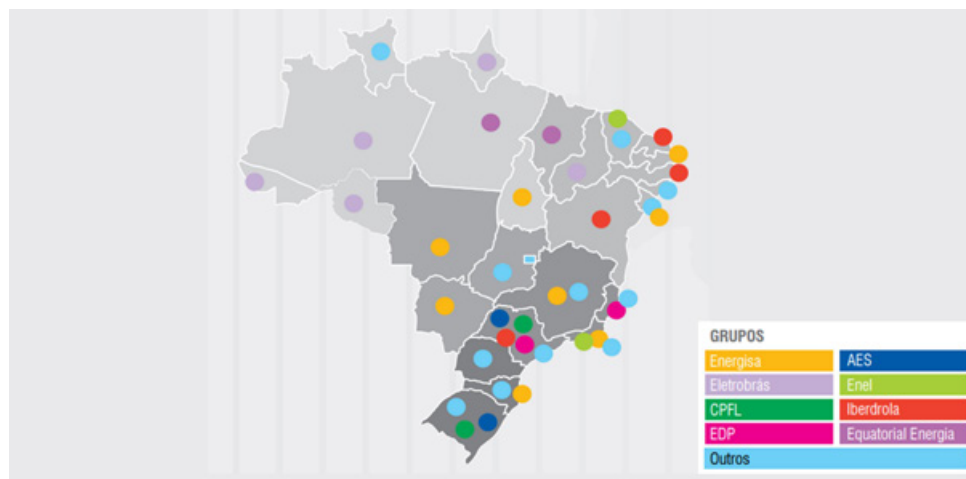 GRUPOS
Energisa
AES
Eletrobrás
Enel
CPFL
Iberdrola
EDP
Equatorial Energia
Outros